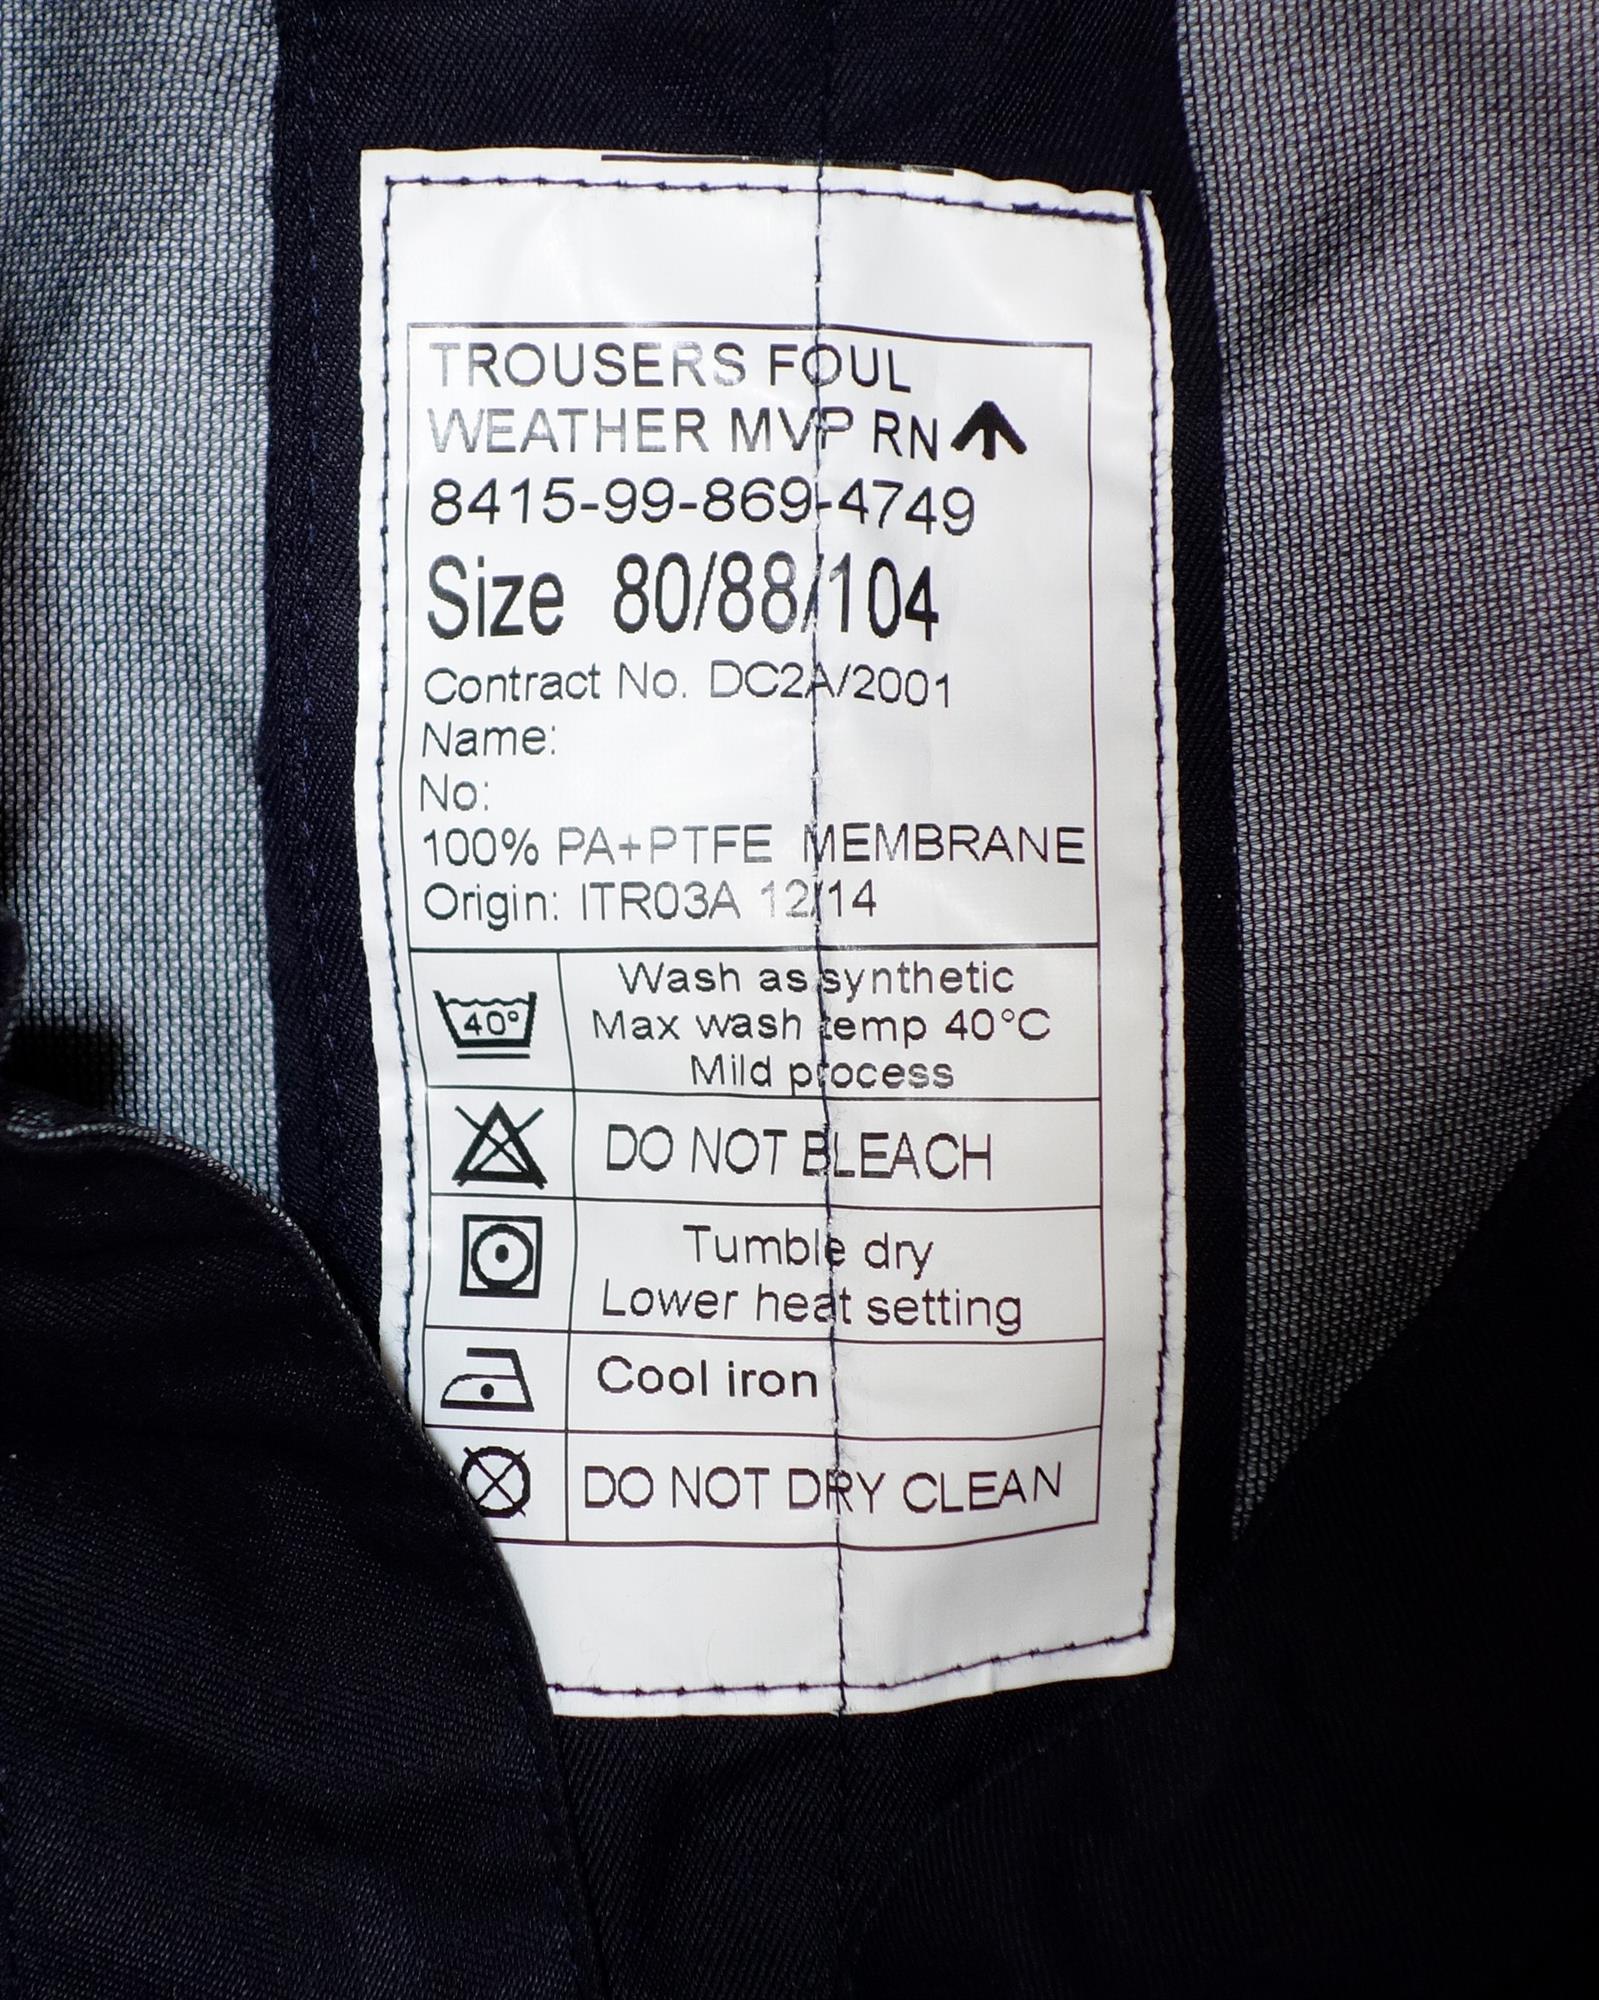 TROUSERS FOUL
WEATHER MVP RN
8415-99-869-4749
Size 80/88/104
Contract No. DC2A/2001
Name:
No:
100% PA+PTFE MEMBRANE
Origin: ITR03A 12/14
40°
Wash as synthetic
Max wash temp 40°C
Mild process
DO NOT BLEACH
Tumble dry
Lower heat setting
Cool iron
DO NOT DRY CLEAN